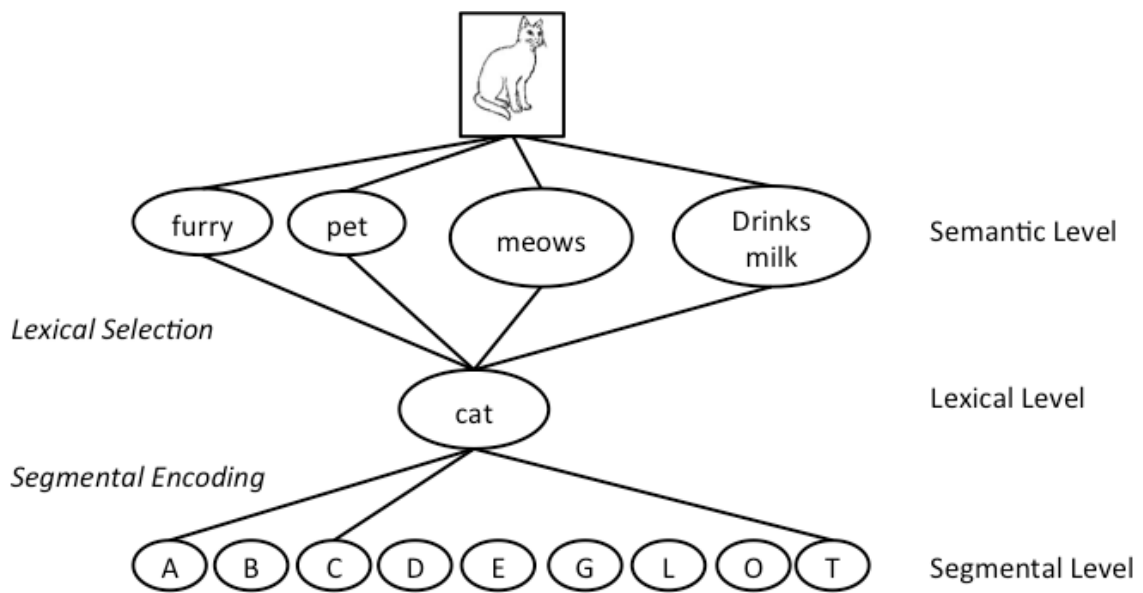 furry
pet
meows
Drinks
milk
Semantic Level
Lexical Selection
cat
Lexical Level
Segmental Encoding
A B C D E G L O T
Segmental Level